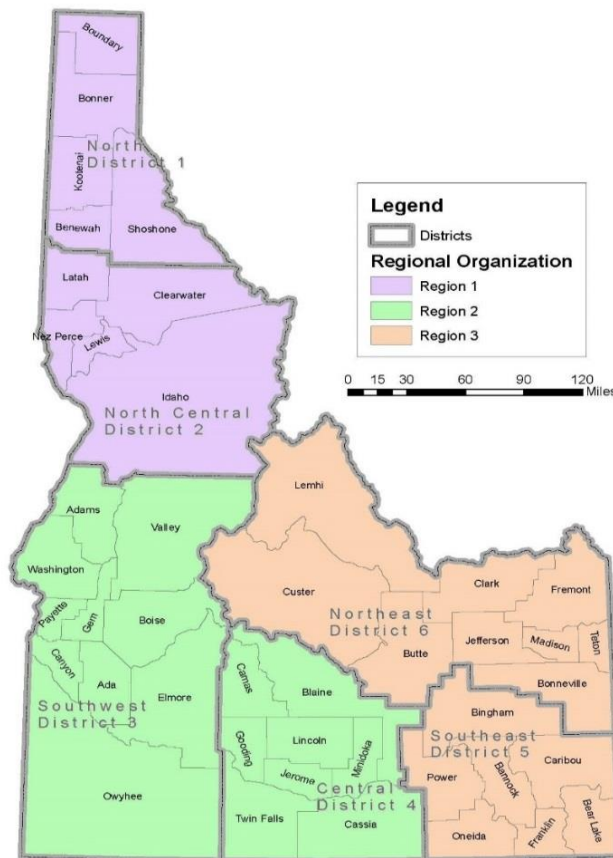 Boundary
Bonner
Kootenai
North
District 1
Benewah
Shoshone
Latah
Clearwater
Nez Perce
Lewis
Idaho
North Central
District 2
Legend
Districts
Regional Organization
Region 1
Region 2
Region 3
0 15 30 60 90 120
Miles
Adams
Valley
Washington
Payette
Gem
Boise
Canyon
Ada
Elmore
Southwest
District 3
Owyhee
Lemhi
Custer
Clark
Fremont
Northeast
District 6
Butte
Jefferson
Madison
Teton
Bonneville
Camas
Blaine
Gooding
Lincoln
Minidoka
Jerome
Central
District 4
Twin Falls
Cassia
Bingham
Southeast
District 5
Caribou
Power
Bannock
Oneida
Franklin
Bear Lake